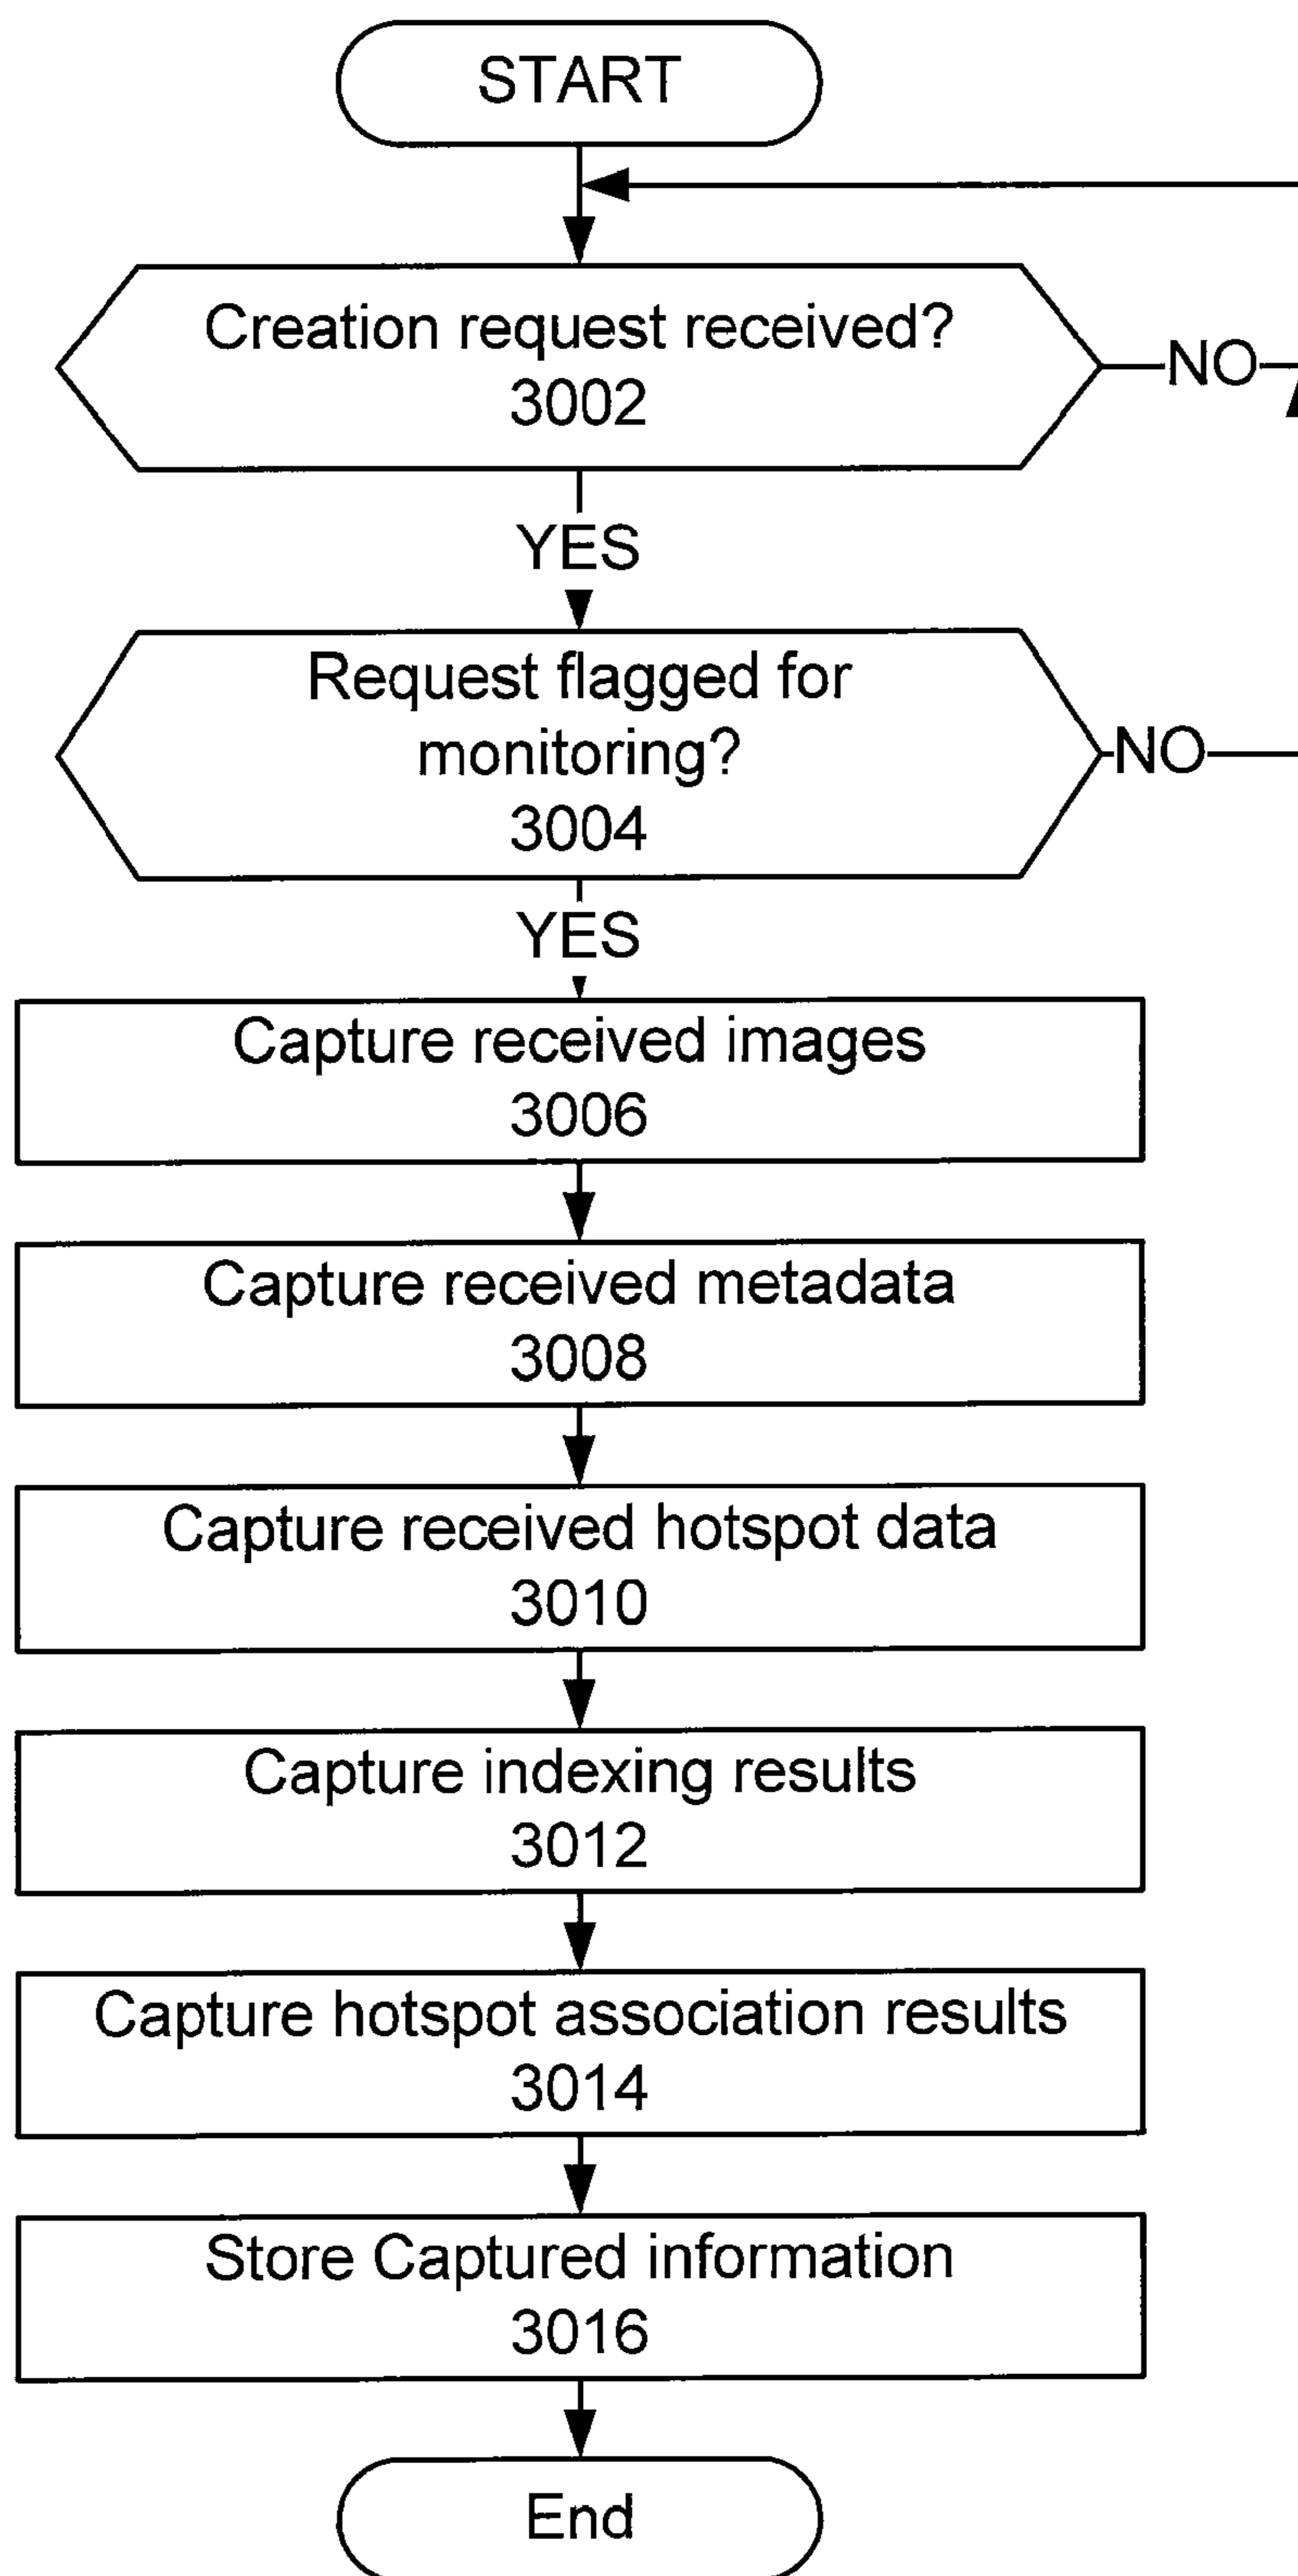 START
Creation request received?
3002
NO
YES
Request flagged for
monitoring?
3004
NO
YES
Capture received images
3006
Capture received metadata
3008
Capture received hotspot data
3010
Capture indexing results
3012
Capture hotspot association results
3014
Store Captured information
3016
End